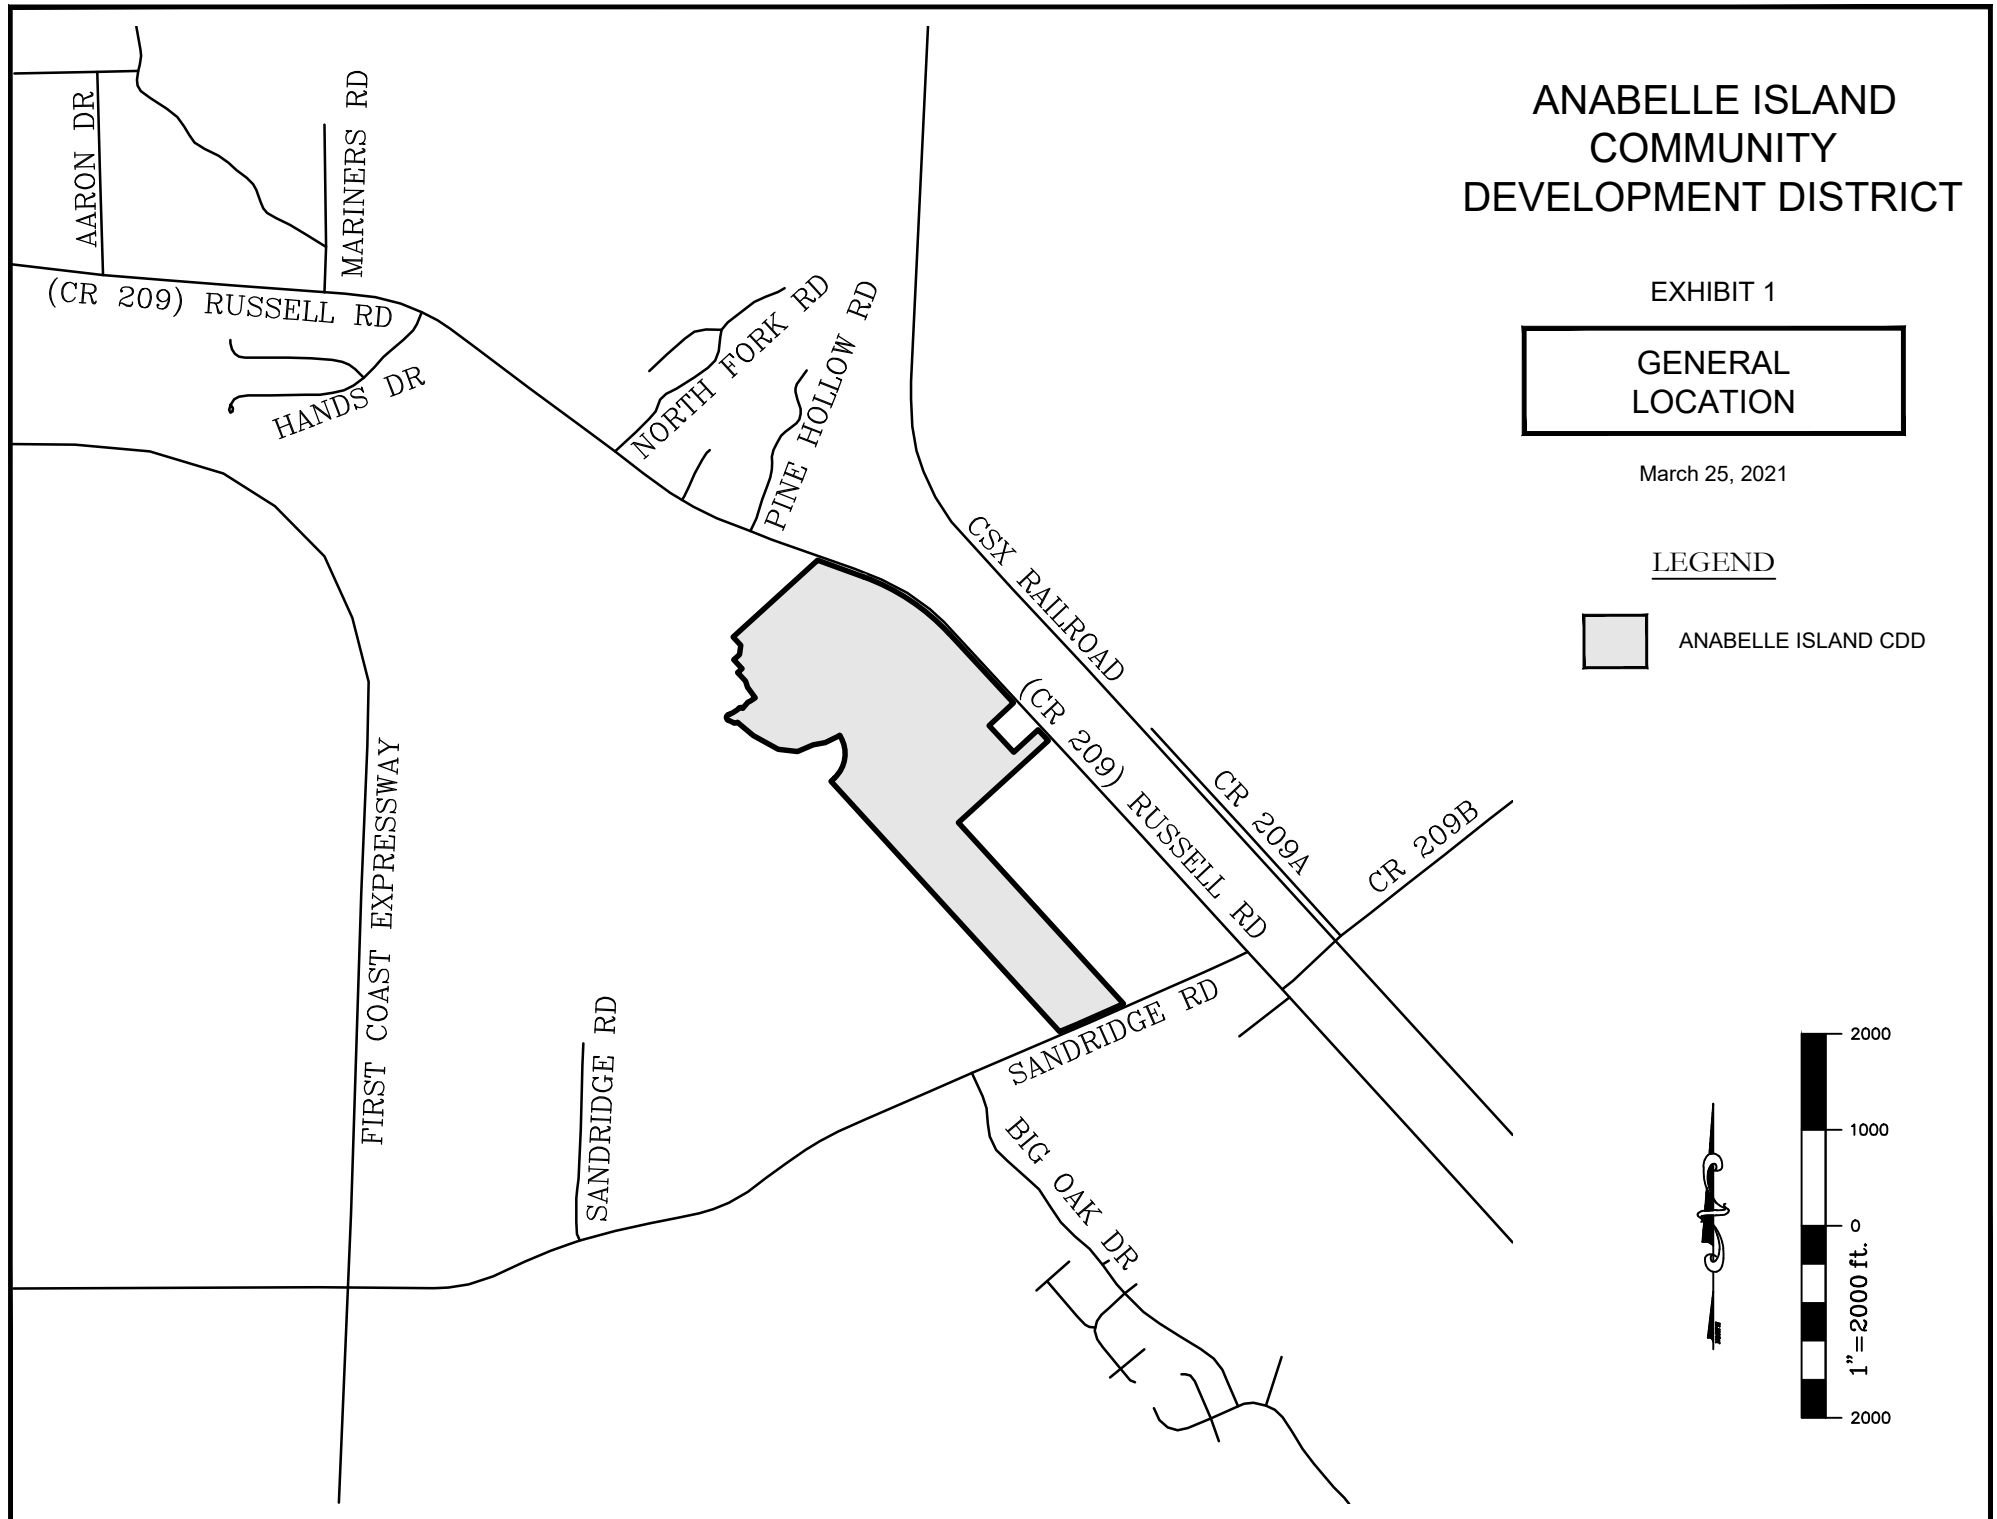 ANABELLE ISLAND
COMMUNITY
DEVELOPMENT DISTRICT
EXHIBIT 1
GENERAL
LOCATION
March 25, 2021
LEGEND
ANABELLE ISLAND CDD
AARON DR
MARINERS RD
(CR 209) RUSSELL RD
HANDS DR
NORTH FORK RD
PINE HOLLOW RD
CSX RAILROAD
(CR 209) RUSSELL RD
CR 209A
CR 209B
FIRST COAST EXPRESSWAY
SANDRIDGE RD
SANDRIDGE RD
BIG OAK DR
2000
1000
0
1"=2000 ft.
2000